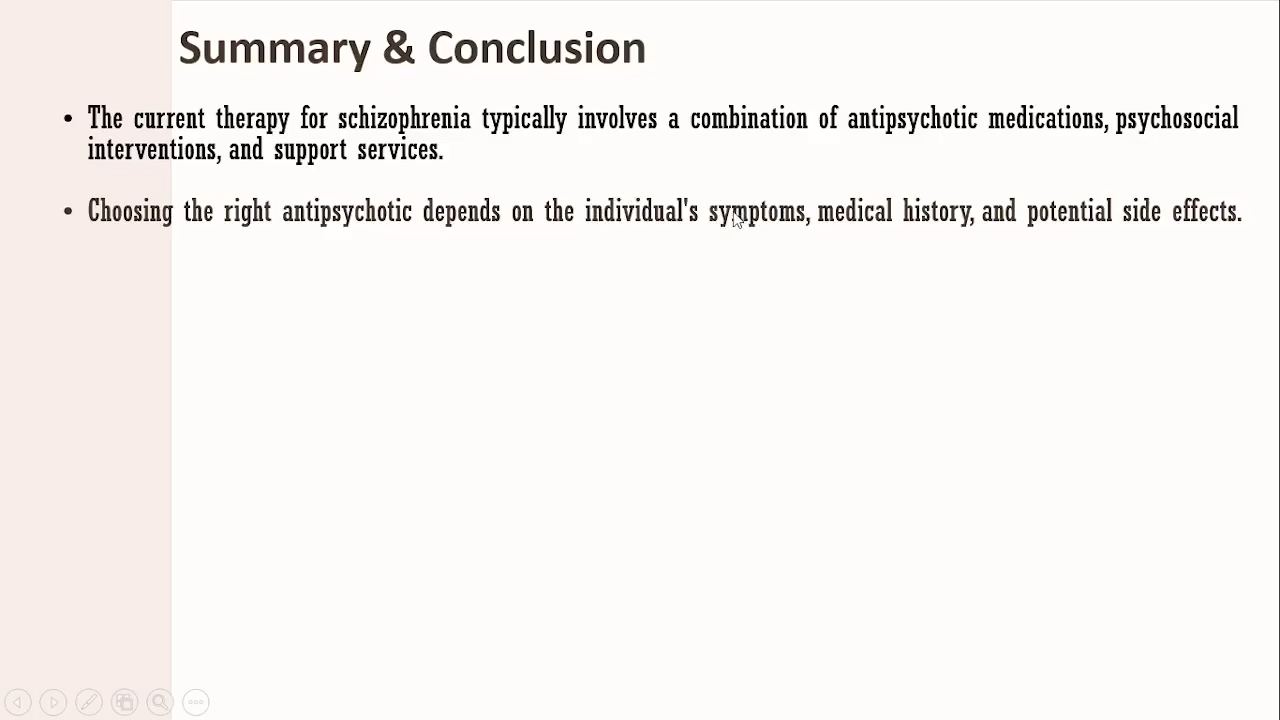 Summary & Conclusion
• The current therapy for schizophrenia typically involves a combination of antipsychotic medications, psychosocial
interventions, and support services.
• Choosing the right antipsychotic depends on the individual's symptoms, medical history, and potential side effects.